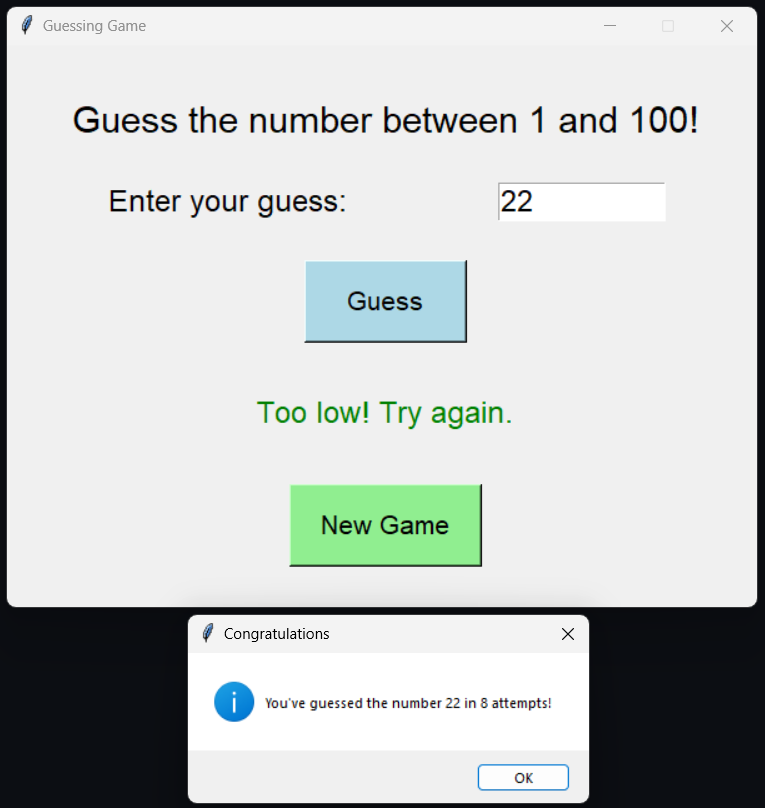 Guessing Game
Guess the number between 1 and 100!
Enter your guess: 22
Guess
Too low! Try again.
New Game
Congratulations
You've guessed the number 22 in 8 attempts!
OK